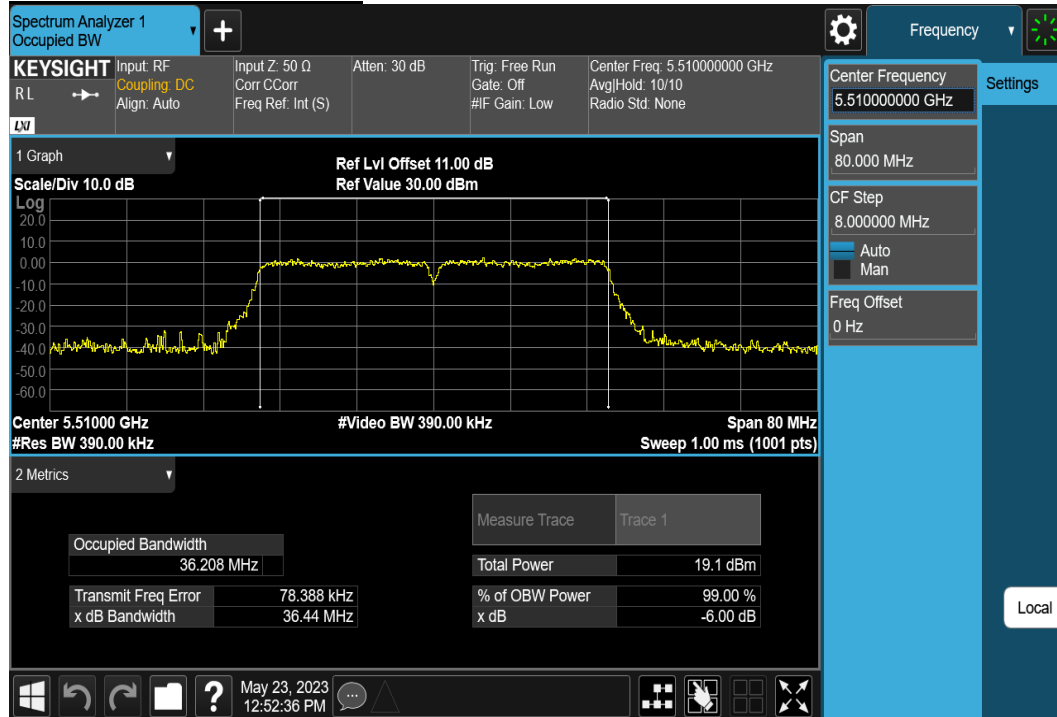 Spectrum Analyzer 1
Occupied BW
+
Frequency
KEYSIGHT
RL
LXI
Input: RF
Coupling: DC
Align: Auto
Input Z: 50 Ω
Corr CCorr
Freq Ref: Int (S)
Atten: 30 dB
Trig: Free Run
Gate: Off
#IF Gain: Low
Center Freq: 5.510000000 GHz
Avg|Hold: 10/10
Radio Std: None
Center Frequency
5.510000000 GHz
Settings
Span
80.000 MHz
CF Step
8.000000 MHz
Auto
Man
Freq Offset
0 Hz
1 Graph
Ref Lvl Offset 11.00 dB
Scale/Div 10.0 dB
Ref Value 30.00 dBm
Log
20.0
10.0
0.00
-10.0
-20.0
-30.0
-40.0
-50.0
-60.0
Center 5.51000 GHz
#Video BW 390.00 kHz
Span 80 MHz
#Res BW 390.00 kHz
Sweep 1.00 ms (1001 pts)
2 Metrics
Measure Trace
Trace 1
Occupied Bandwidth
36.208 MHz
Total Power
19.1 dBm
Transmit Freq Error
78.388 kHz
% of OBW Power
99.00 %
x dB Bandwidth
36.44 MHz
x dB
-6.00 dB
Local
?
May 23, 2023
12:52:36 PM